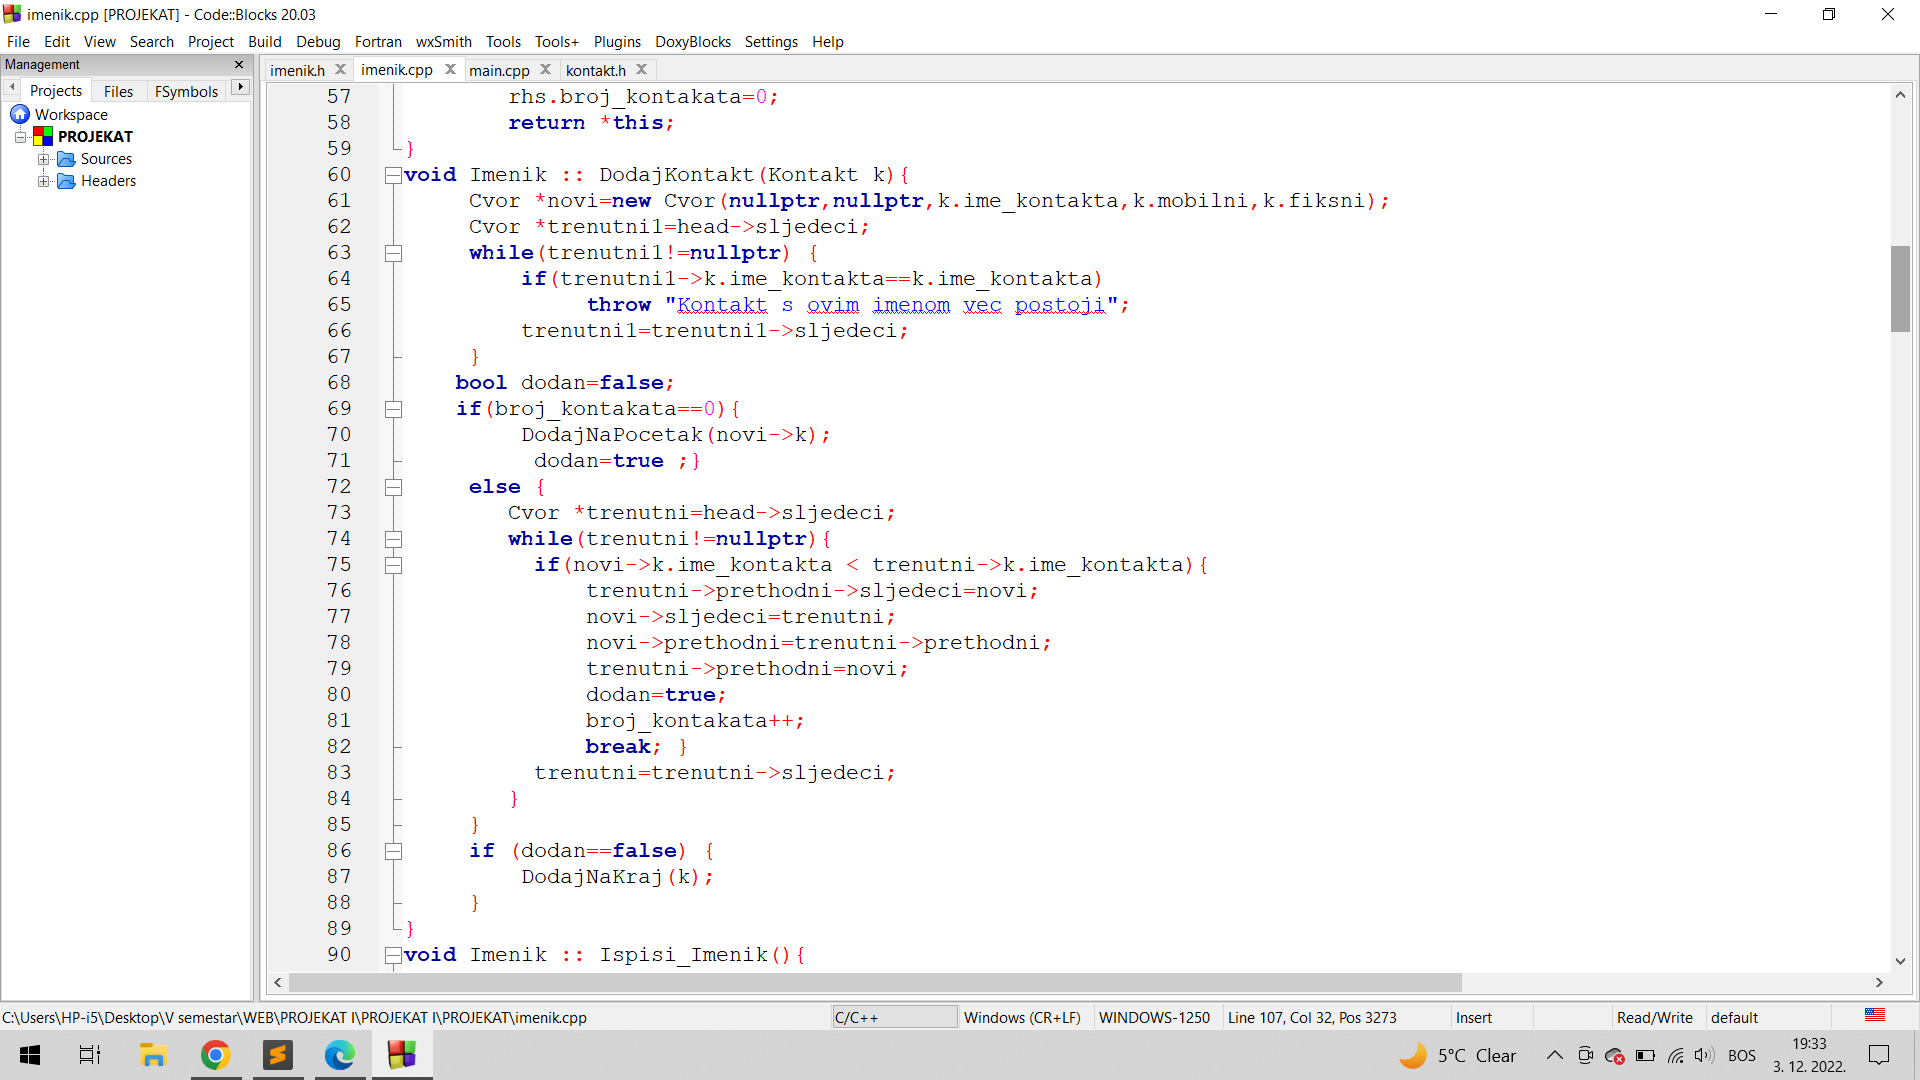 imenik.cpp [PROJEKAT] - Code::Blocks 20.03
File Edit View Search Project Build Debug Fortran wxSmith Tools Tools+ Plugins DoxyBlocks Settings Help
Management
Projects Files FSymbols
Workspace
PROJEKAT
Sources
Headers
imenik.h imenik.cpp main.cpp kontakt.h
57 rhs.broj_kontakata=0;
58 return *this;
59 }
60 void Imenik :: DodajKontakt(Kontakt k){
61 Cvor *novi=new Cvor(nullptr,nullptr,k.ime_kontakta,k.mobilni,k.fiksni);
62 Cvor *trenutni1=head->sljedeci;
63 while(trenutni1!=nullptr) {
64 if(trenutni1->k.ime_kontakta==k.ime_kontakta)
65 throw "Kontakt s ovim imenom vec postoji";
66 trenutni1=trenutni1->sljedeci;
67 }
68 bool dodan=false;
69 if(broj_kontakata==0){
70 DodajNaPocetak(novi->k);
71 dodan=true ;}
72 else {
73 Cvor *trenutni=head->sljedeci;
74 while(trenutni!=nullptr){
75 if(novi->k.ime_kontakta < trenutni->k.ime_kontakta){
76 trenutni->prethodni->sljedeci=novi;
77 novi->sljedeci=trenutni;
78 novi->prethodni=trenutni->prethodni;
79 trenutni->prethodni=novi;
80 dodan=true;
81 broj_kontakata++;
82 break; }
83 trenutni=trenutni->sljedeci;
84 }
85 }
86 if (dodan==false) {
87 DodajNaKraj(k);
88 }
89 }
90 void Imenik :: Ispisi_Imenik(){
C:\Users\HP-i5\Desktop\V semestar\WEB\PROJEKAT I\PROJEKAT I\PROJEKAT\imenik.cpp C/C++ Windows (CR+LF) WINDOWS-1250 Line 107, Col 32, Pos 3273 Insert Read/Write default
5°C Clear BOS 19:33
3. 12. 2022.